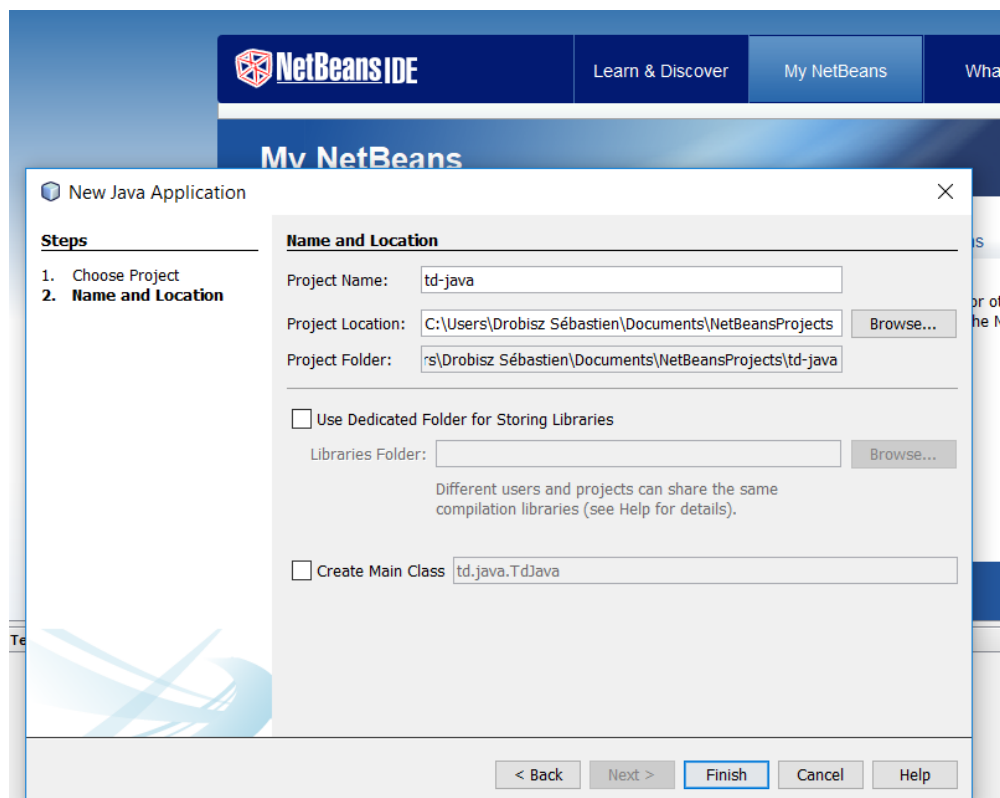 NetBeans IDE
Learn & Discover
My NetBeans
My NetBeans
New Java Application
Steps
1. Choose Project
2. Name and Location
Name and Location
Project Name: td-java
Project Location: C:\Users\Drobisz Sébastien\Documents\NetBeansProjects Browse...
Project Folder: rs\Drobisz Sébastien\Documents\NetBeansProjects\td-java
Use Dedicated Folder for Storing Libraries
Libraries Folder: Browse...
Different users and projects can share the same
compilation libraries (see Help for details).
Create Main Class td.java.TdJava
< Back Next > Finish Cancel Help